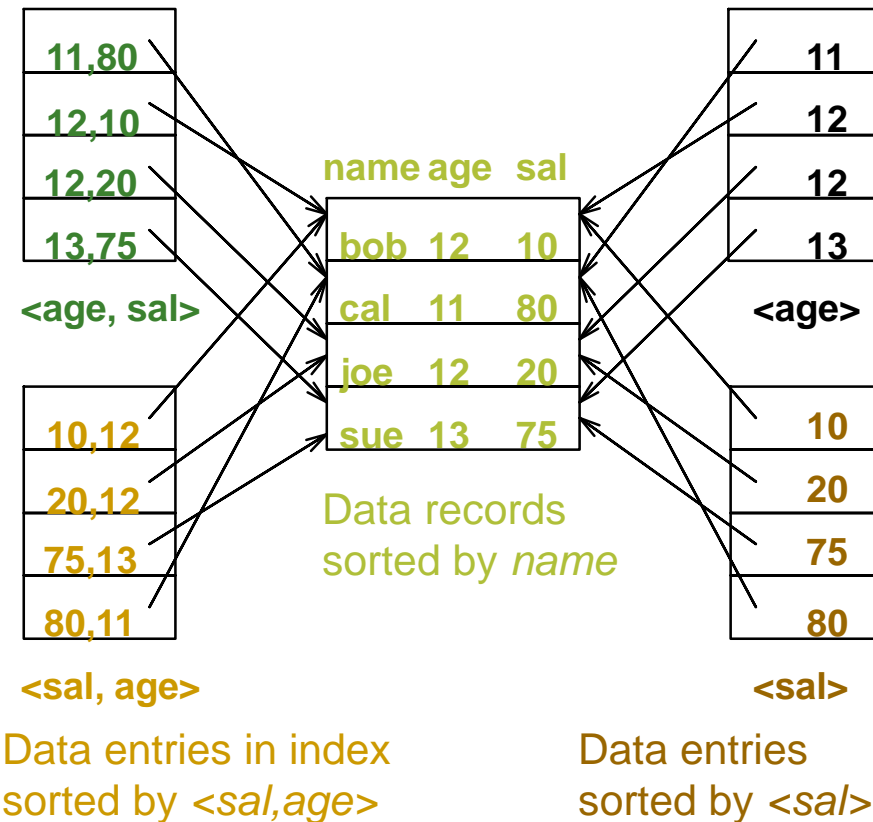 11,80
12,10
12,20
13,75
<age, sal>
10,12
20,12
75,13
80,11
<sal, age>
Data entries in index
sorted by <sal,age>
name age sal
bob 12 10
cal 11 80
joe 12 20
sue 13 75
Data records
sorted by name
11
12
12
13
<age>
10
20
75
80
<sal>
Data entries
sorted by <sal>